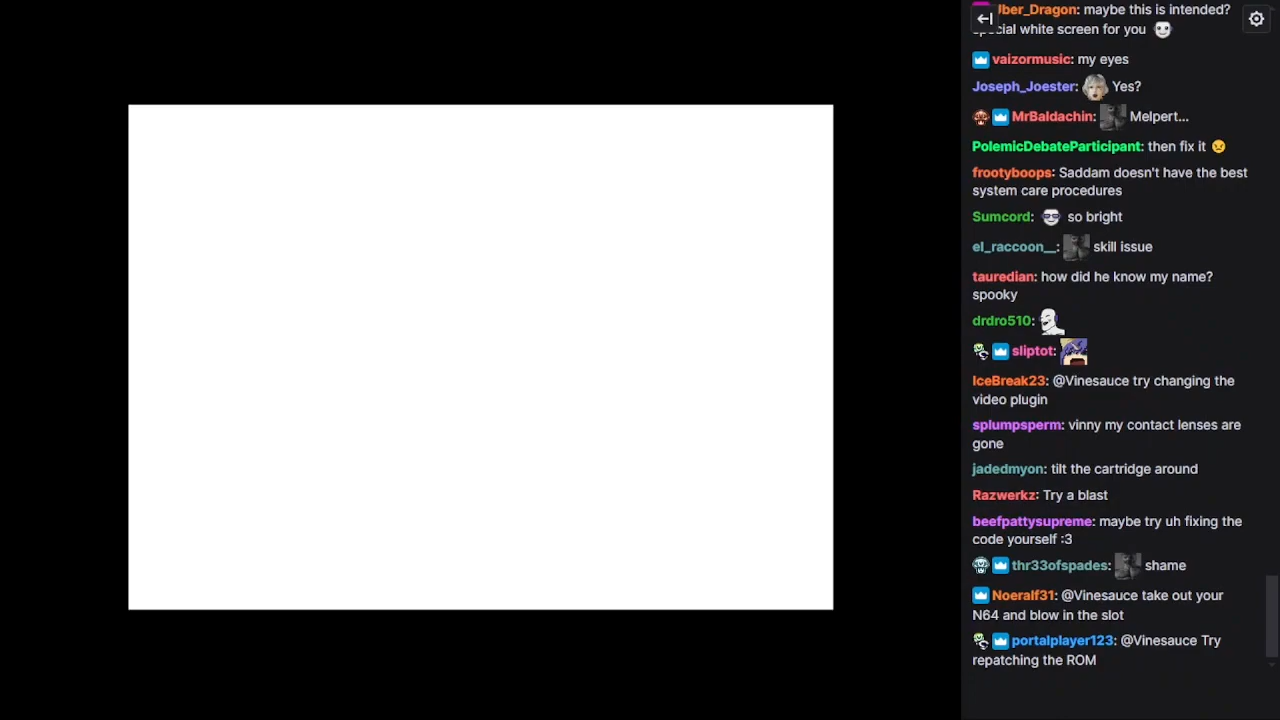 Uber_Dragon: maybe this is intended?
special white screen for you
vaizormusic: my eyes
Joseph_Joester: Yes?
MrBaldachin: Melpert...
PolemicDebateParticipant: then fix it
frootyboops: Saddam doesn't have the best
system care procedures
Sumcord: so bright
el_raccoon__: skill issue
tauredian: how did he know my name?
spooky
drdro510:
sliptot:
IceBreak23: @Vinesauce try changing the
video plugin
splumpsperm: vinny my contact lenses are
gone
jadedmyon: tilt the cartridge around
Razwerkz: Try a blast
beefpattysupreme: maybe try uh fixing the
code yourself :3
thr33ofspades: shame
Noeralf31: @Vinesauce take out your
N64 and blow in the slot
portalplayer123: @Vinesauce Try
repatching the ROM